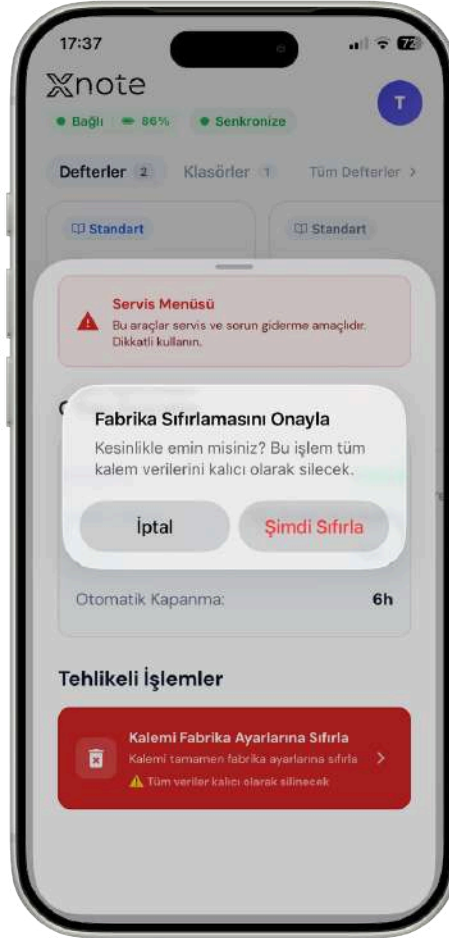 17:37
72
Xnote
T
Bağlı 86% Senkronize
Defterler 2 Klasörler 1 Tüm Defterler >
Standart Standart
Servis Menüsü
Bu araçlar servis ve sorun giderme amaçlıdır.
Dikkatli kullanın.
Fabrika Sıfırlamasını Onayla
Kesinlikle emin misiniz? Bu işlem tüm
kalem verilerini kalıcı olarak silecek.
İptal Şimdi Sıfırla
Otomatik Kapanma: 6h
Tehlikeli İşlemler
Kalemi Fabrika Ayarlarına Sıfırla
Kalemi tamamen fabrika ayarlarına sıfırla
Tüm veriler kalıcı olarak silinecek